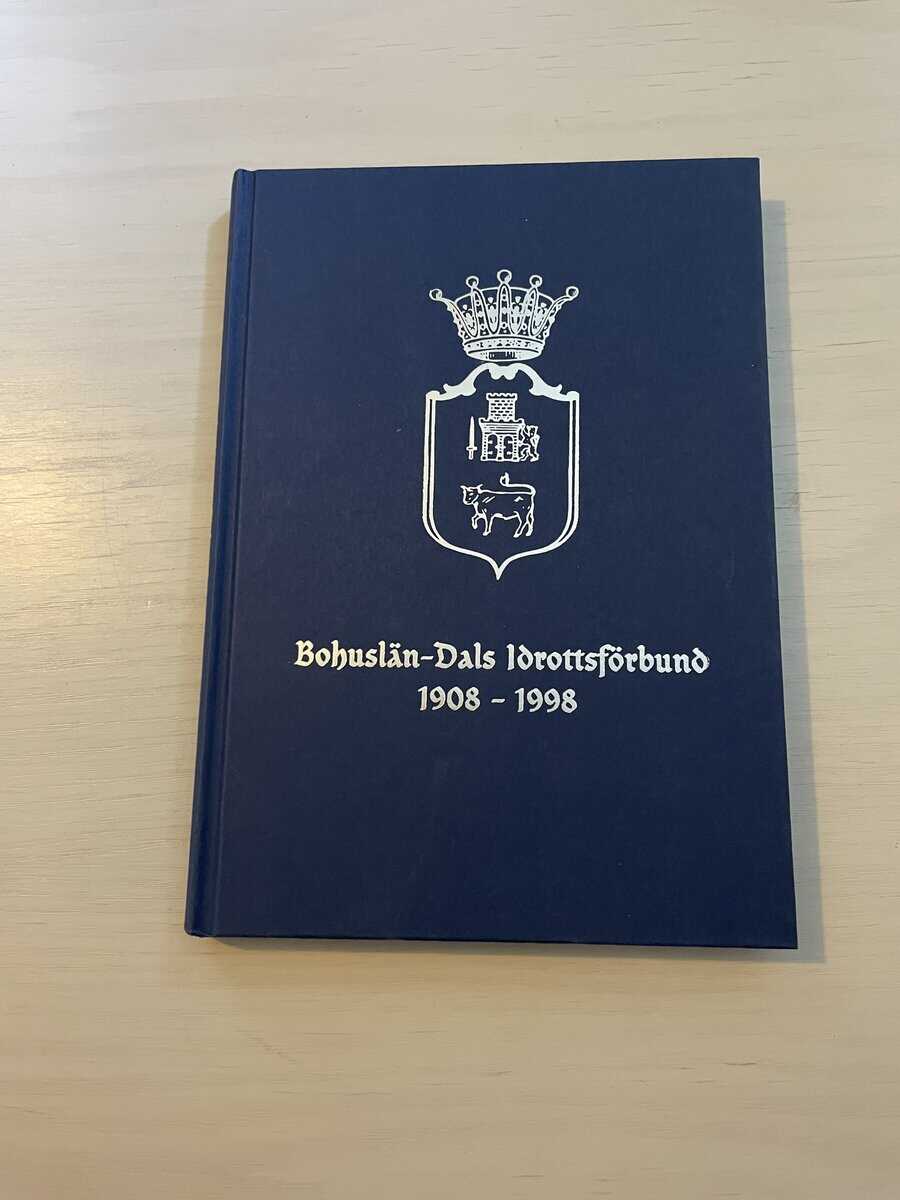 Bohuslän-Dals Idrottsförbund
1908 - 1998